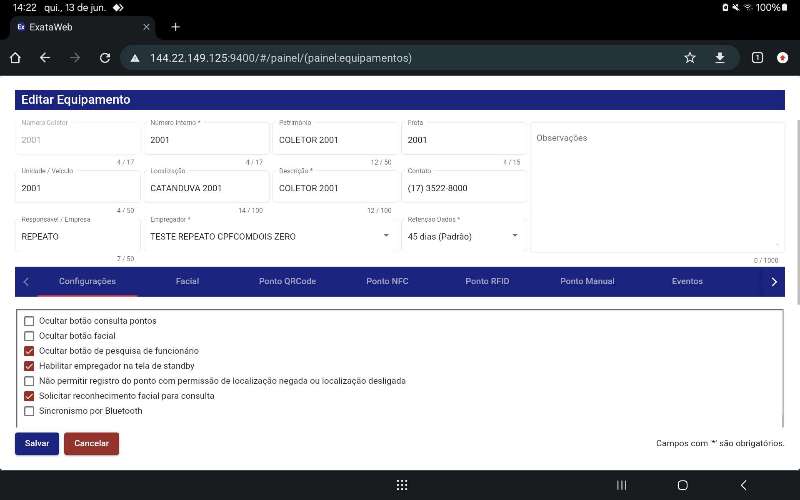 14:22 qui., 13 de jun.
100%
ExataWeb
144.22.149.125:9400/#/painel/(painel:equipamentos)
1
Editar Equipamento
Número Coletor
Número Interno *
Patrimônio
Frota
2001
2001
COLETOR 2001
2001
Observações
4 / 17
4 / 17
12 / 50
4 / 15
Unidade / Veículo
Localização
Descrição *
Contato
2001
CATANDUVA 2001
COLETOR 2001
(17) 3522-8000
4 / 50
14 / 100
12 / 100
Responsável / Empresa
Empregador *
Retenção Dados *
REPEATO
TESTE REPEATO CPFCOMDOIS ZERO
45 dias (Padrão)
7 / 50
0 / 1000
Configurações
Facial
Ponto QRCode
Ponto NFC
Ponto RFID
Ponto Manual
Eventos
Ocultar botão consulta pontos
Ocultar botão facial
Ocultar botão de pesquisa de funcionário
Habilitar empregador na tela de standby
Não permitir registro do ponto com permissão de localização negada ou localização desligada
Solicitar reconhecimento facial para consulta
Sincronismo por Bluetooth
Salvar
Cancelar
Campos com '*' são obrigatórios.